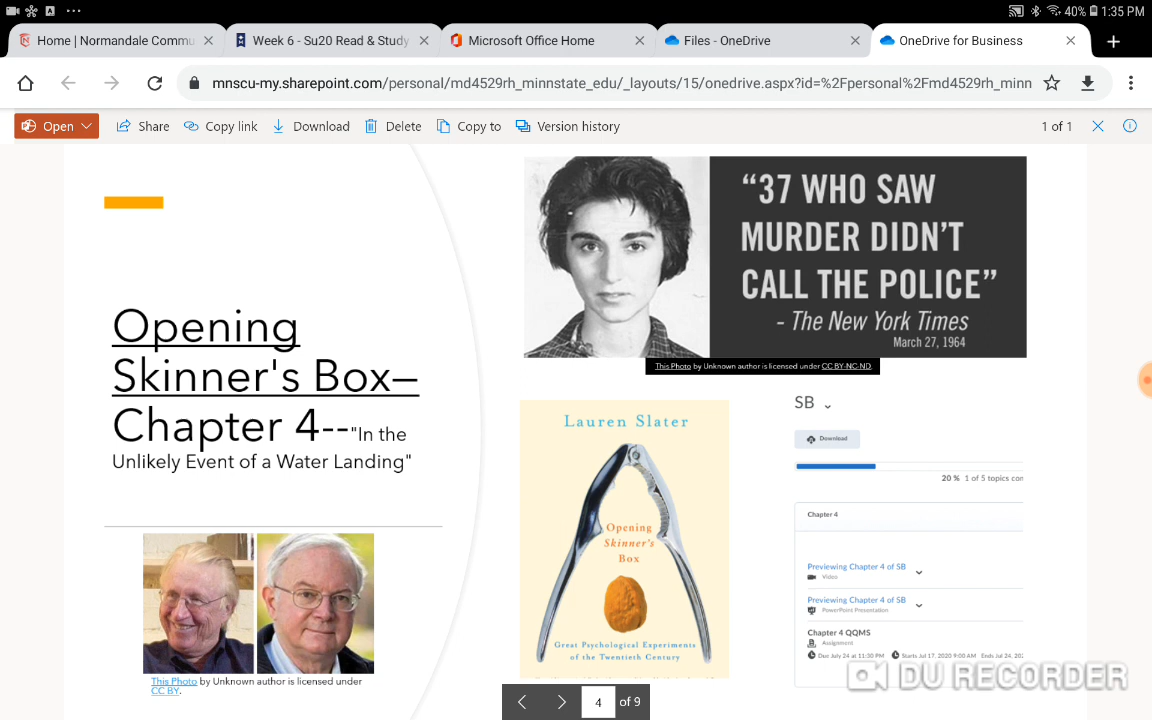 40% 1:35 PM
Home | Normandale Commu
Week 6 - Su20 Read & Study
Microsoft Office Home
Files - OneDrive
OneDrive for Business
mnscu-my.sharepoint.com/personal/md4529rh_minnstate_edu/_layouts/15/onedrive.aspx?id=%2Fpersonal%2Fmd4529rh_minn
Open
Share
Copy link
Download
Delete
Copy to
Version history
1 of 1
Opening
Skinner's Box—
Chapter 4--"In the
Unlikely Event of a Water Landing"
This Photo by Unknown author is licensed under
CC BY.
"37 WHO SAW
MURDER DIDN'T
CALL THE POLICE"
- The New York Times
March 27, 1964
This Photo by Unknown author is licensed under CC BY-NC-ND.
Lauren Slater
Opening
Skinner's
Box
Great Psychological Experiments
of the Twentieth Century
SB
Download
20 % 1 of 5 topics con
Chapter 4
Previewing Chapter 4 of SB
Video
Previewing Chapter 4 of SB
PowerPoint Presentation
Chapter 4 QQMS
Assignment
Due July 24 at 11:30 PM Starts Jul 17, 2020 9:00 AM Ends Jul 24, 202
DU RECORDER
4 of 9